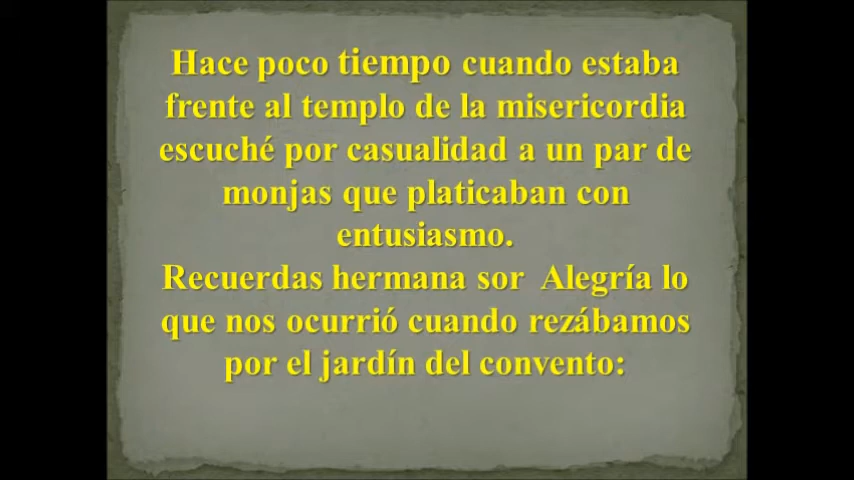 Hace poco tiempo cuando estaba
frente al templo de la misericordia
escuché por casualidad a un par de
monjas que platicaban con
entusiasmo.
Recuerdas hermana sor Alegría lo
que nos ocurrió cuando rezábamos
por el jardín del convento: